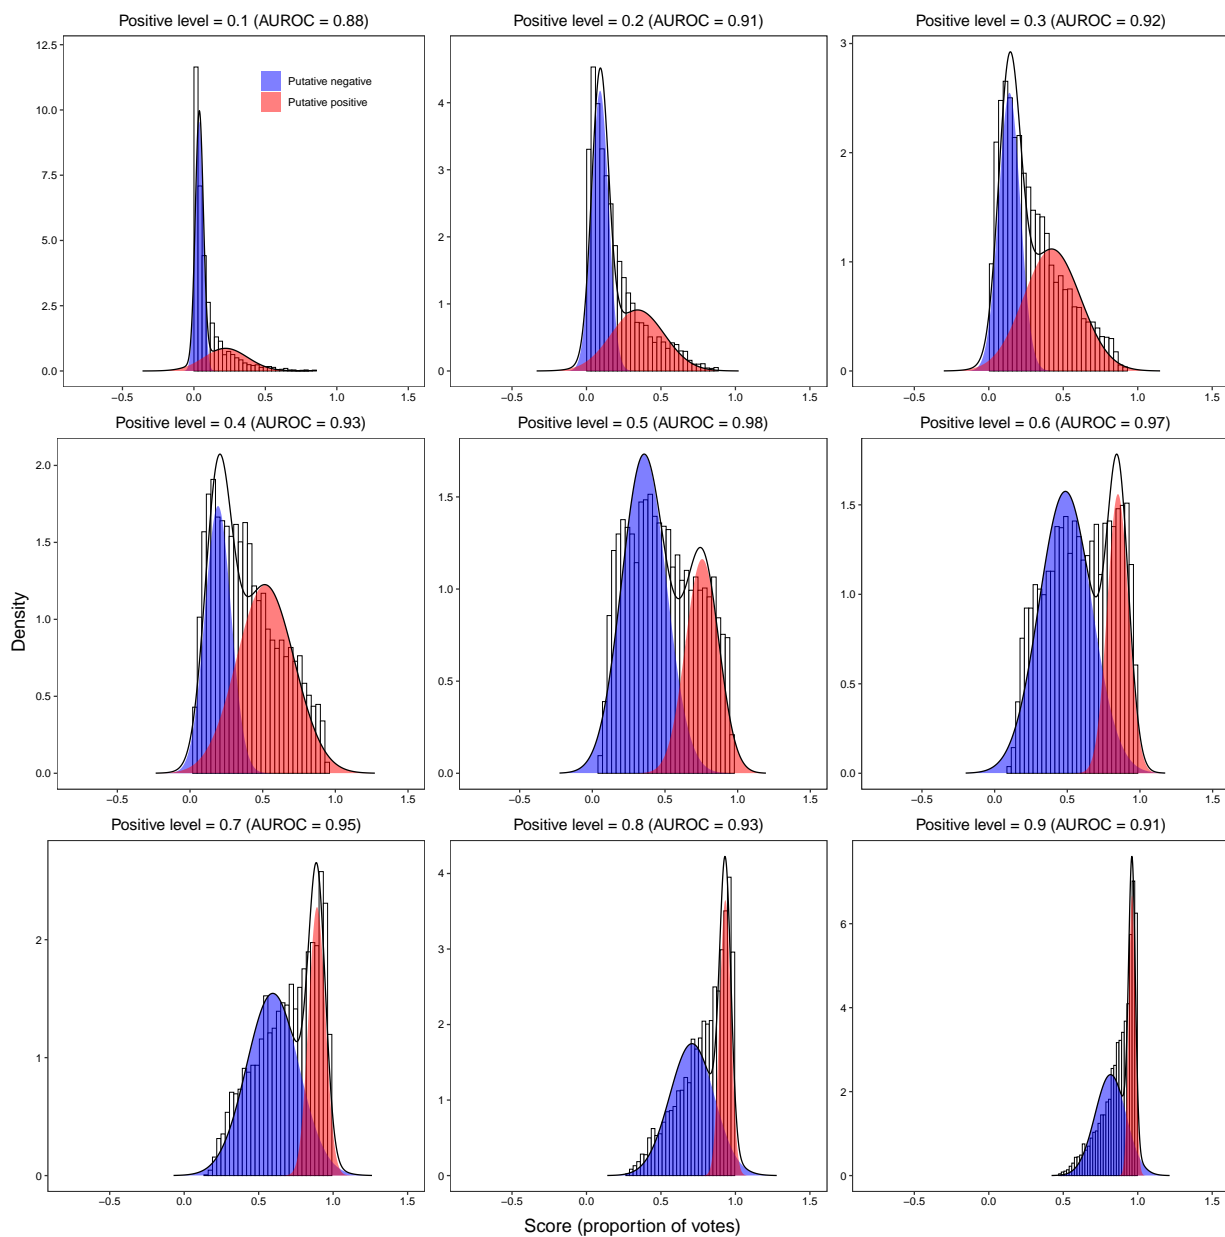 Positive level = 0.1 (AUROC = 0.88)
Positive level = 0.2 (AUROC = 0.91)
Positive level = 0.3 (AUROC = 0.92)
12.5
10.0
7.5
5.0
2.5
0.0
Putative negative
Putative positive
−0.5 0.0 0.5 1.0 1.5
4
3
2
1
0
−0.5 0.0 0.5 1.0 1.5
3
2
1
0
−0.5 0.0 0.5 1.0 1.5
Positive level = 0.4 (AUROC = 0.93)
Positive level = 0.5 (AUROC = 0.98)
Positive level = 0.6 (AUROC = 0.97)
Density
2.0
1.5
1.0
0.5
0.0
−0.5 0.0 0.5 1.0 1.5
1.5
1.0
0.5
0.0
−0.5 0.0 0.5 1.0 1.5
1.5
1.0
0.5
0.0
−0.5 0.0 0.5 1.0 1.5
Positive level = 0.7 (AUROC = 0.95)
Positive level = 0.8 (AUROC = 0.93)
Positive level = 0.9 (AUROC = 0.91)
2
1
0
−0.5 0.0 0.5 1.0 1.5
4
3
2
1
0
−0.5 0.0 0.5 1.0 1.5
6
4
2
0
−0.5 0.0 0.5 1.0 1.5
Score (proportion of votes)